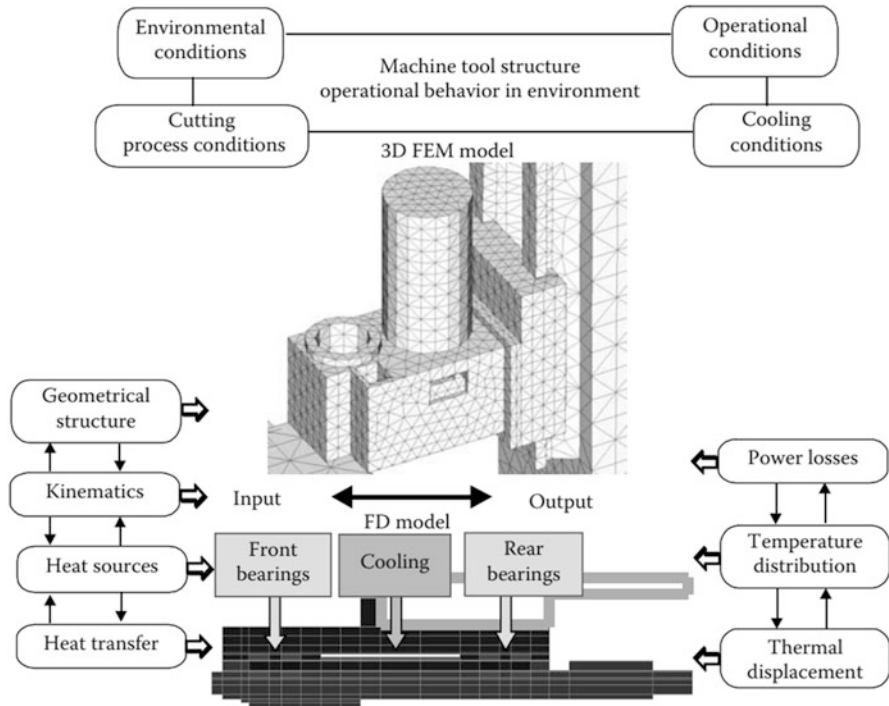 Environmental
conditions
Operational
conditions
Machine tool structure
operational behavior in environment
Cutting
process conditions
Cooling
conditions
3D FEM model
Geometrical
structure
Kinematics
Heat sources
Heat transfer
Input
Output
FD model
Front
bearings
Cooling
Rear
bearings
Power losses
Temperature
distribution
Thermal
displacement